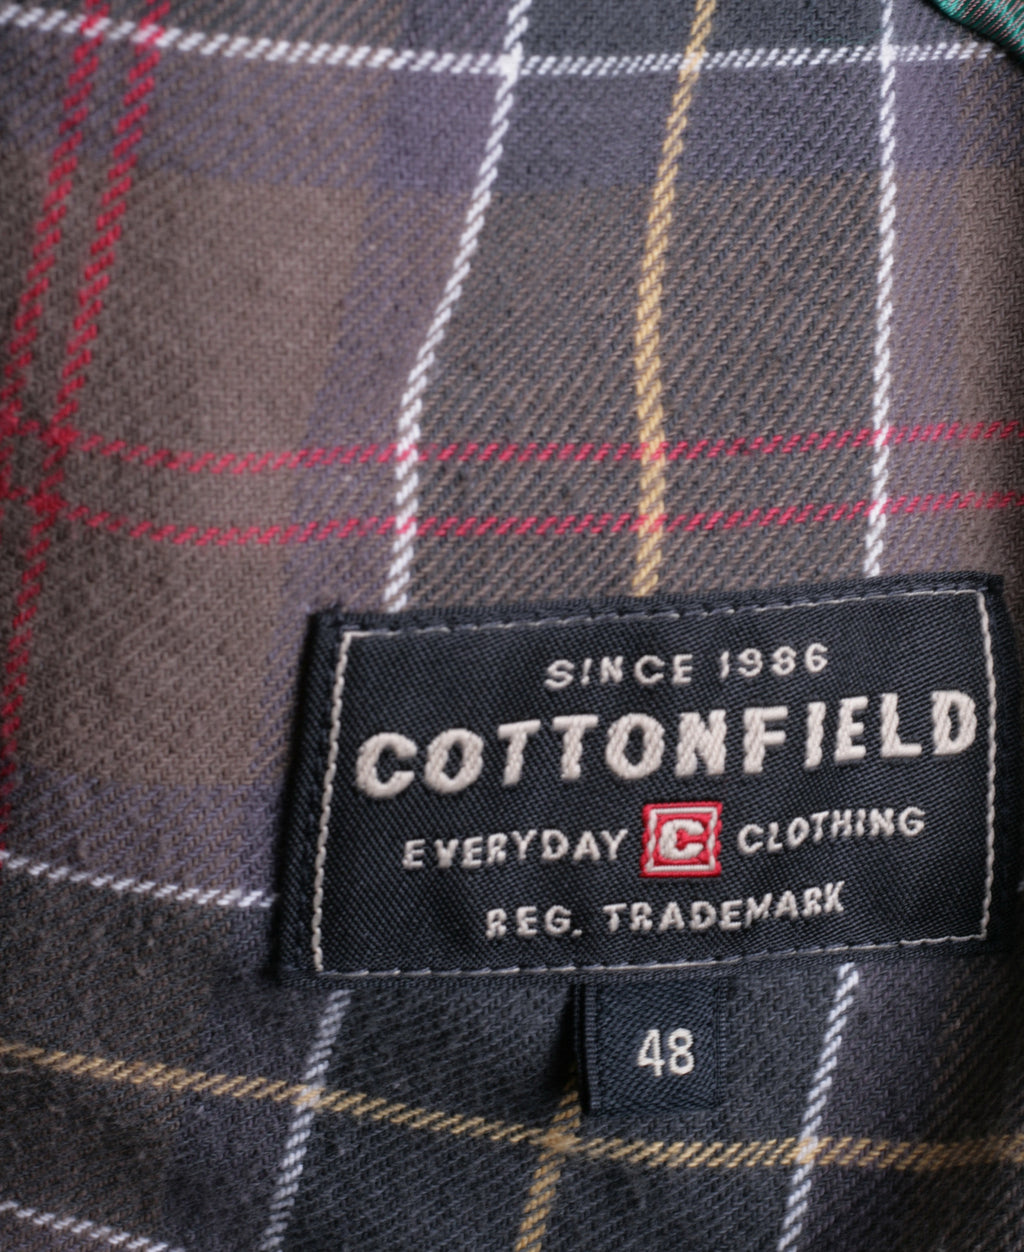 SINCE 1986
COTTONFIELD
EVERYDAY C CLOTHING
REG. TRADEMARK
48